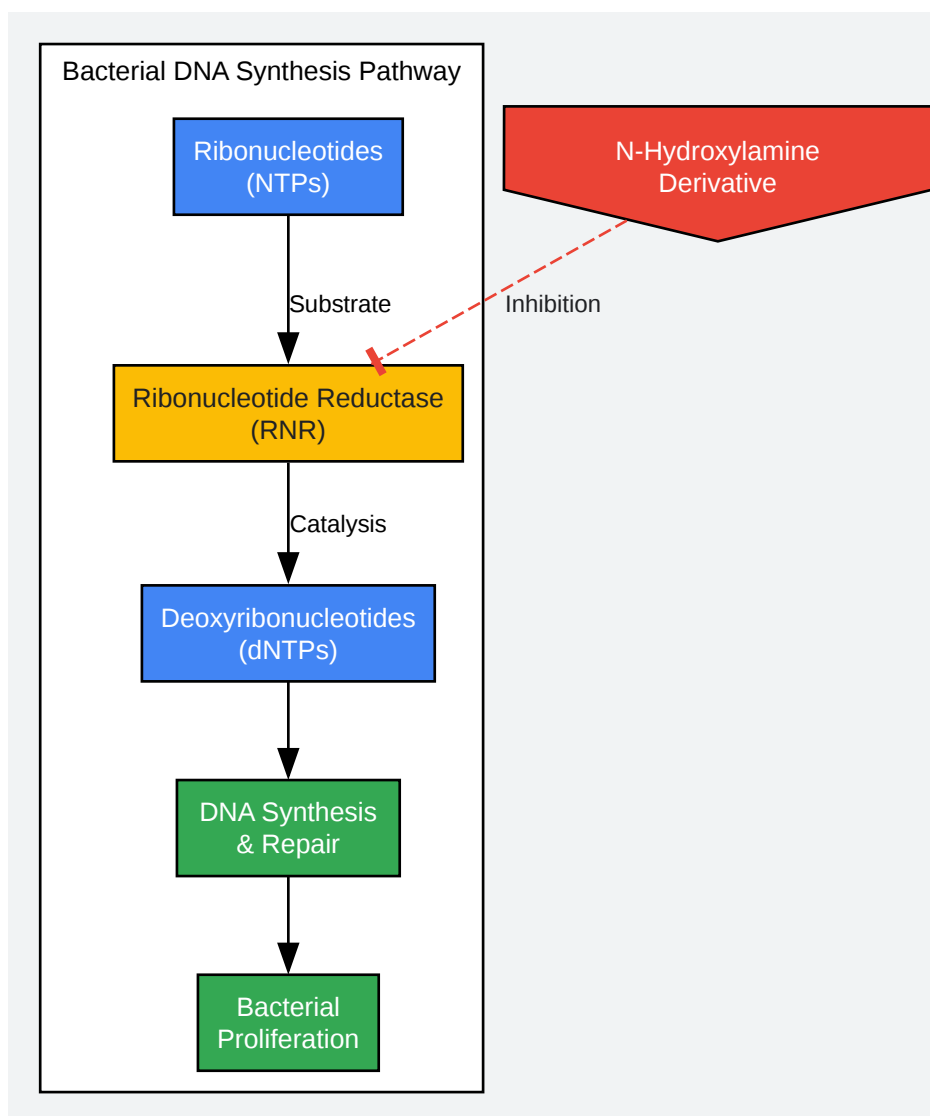 Bacterial DNA Synthesis Pathway
Ribonucleotides
(NTPs)
N-Hydroxylamine
Derivative
Substrate
Inhibition
Ribonucleotide Reductase
(RNR)
Catalysis
Deoxyribonucleotides
(dNTPs)
DNA Synthesis
& Repair
Bacterial
Proliferation